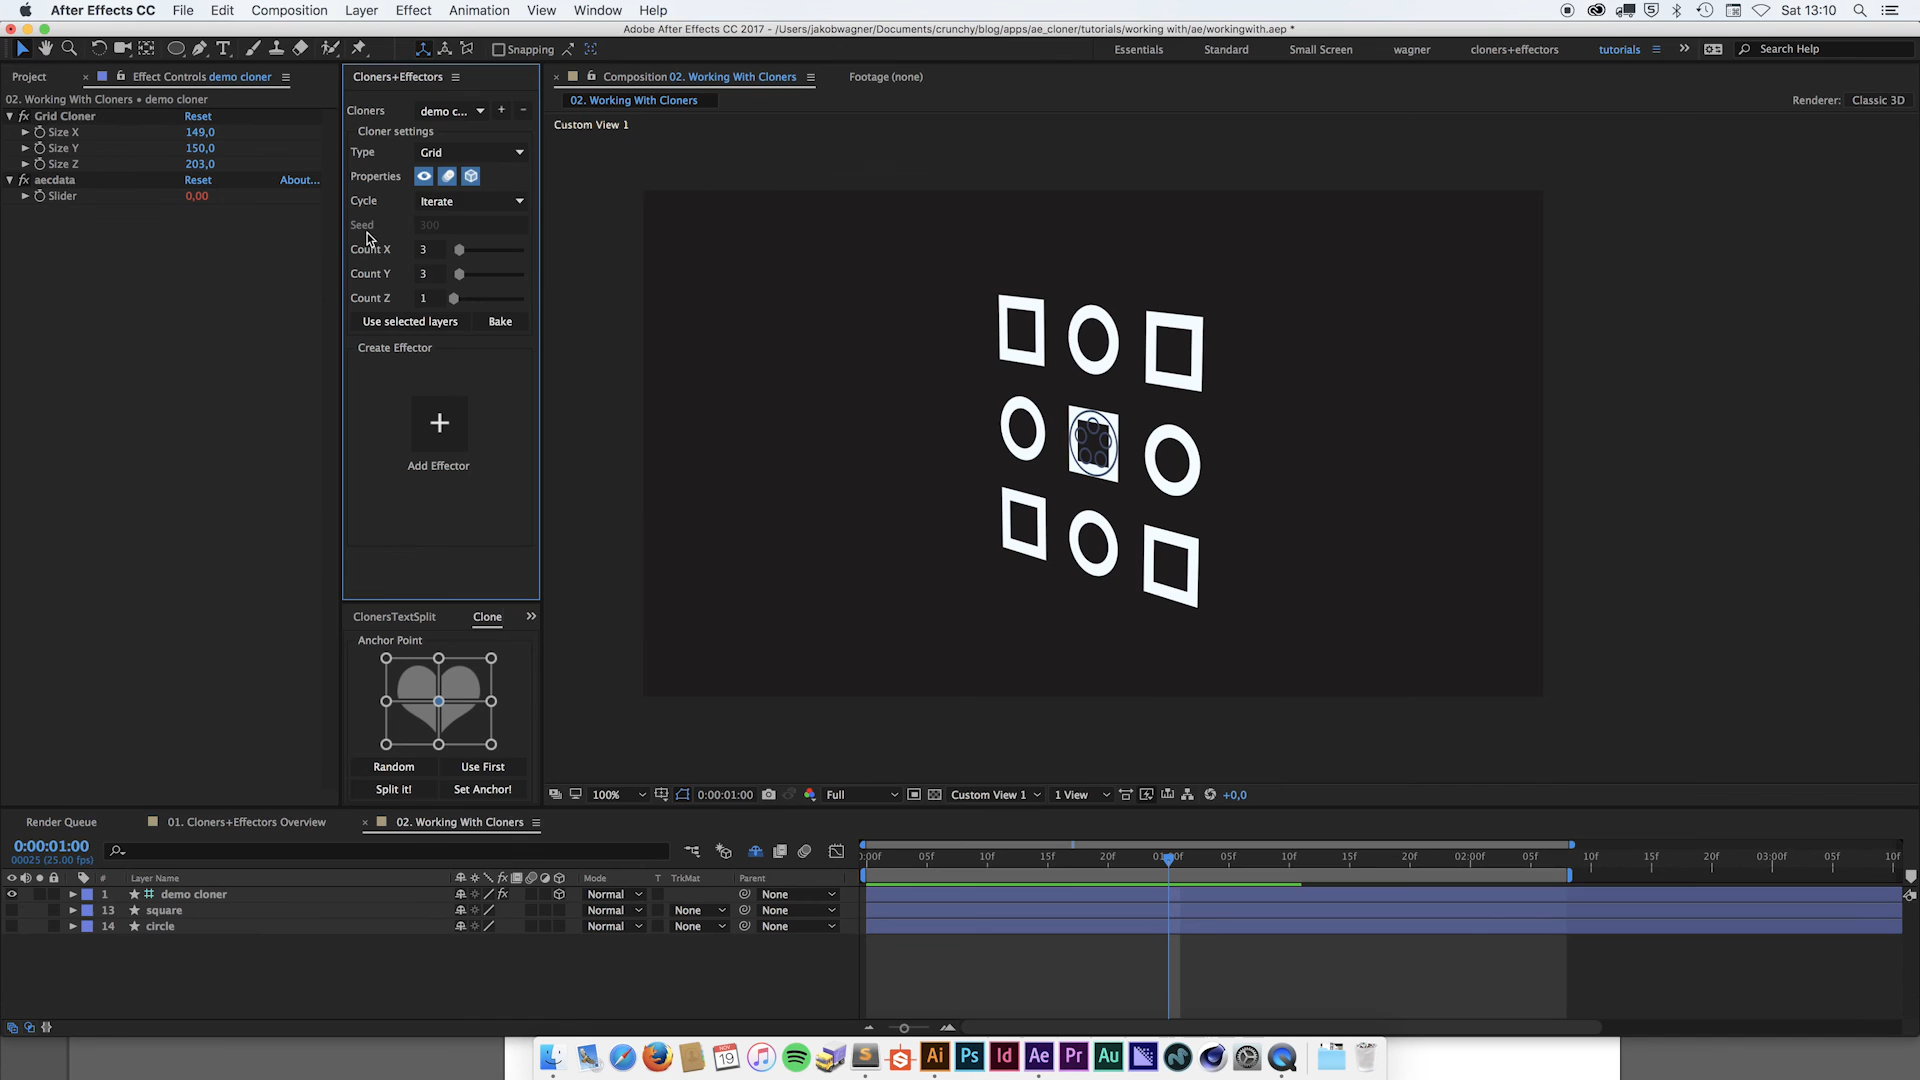 After Effects CC File Edit Composition Layer Effect Animation View Window Help Sat 13:10
Adobe After Effects CC 2017 - /Users/jakobwagner/Documents/crunchy/blog/apps/ae_cloner/tutorials/working with/ae/workingwith.aep *
Snapping Essentials Standard Small Screen wagner cloners+effectors tutorials Search Help
Project × Effect Controls demo cloner
02. Working With Cloners • demo cloner
fx Grid Cloner Reset
Size X 149,0
Size Y 150,0
Size Z 203,0
fx aecdata Reset About...
Slider 0,00
Cloners+Effectors
Cloners demo c... + -
Cloner settings
Type Grid
Properties
Cycle Iterate
Seed 300
Count X 3
Count Y 3
Count Z 1
Use selected layers Bake
Create Effector
+
Add Effector
ClonersTextSplit Clone »
Anchor Point
Random Use First
Split it! Set Anchor!
× Composition 02. Working With Cloners Footage (none)
02. Working With Cloners Renderer: Classic 3D
Custom View 1
100% 0:00:01:00 Full Custom View 1 1 View +0,0
Render Queue 01. Cloners+Effectors Overview × 02. Working With Cloners
0:00:01:00
00025 (25.00 fps)
):00f 05f 10f 15f 20f 01:00f 05f 10f 15f 20f 02:00f 05f 10f 15f 20f 03:00f 05f 10f
# Layer Name fx Mode T TrkMat Parent
1 demo cloner fx Normal None
13 square Normal None None
14 circle Normal None None
NOV 19 S Ai Ps Id Ae Pr Au